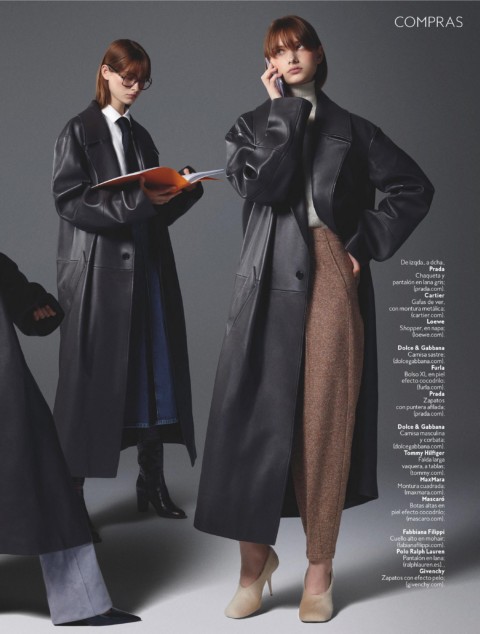 COMPRAS
De izqda. a dcha.,
Prada
Chaqueta y
pantalón en lana gris;
(prada.com).
Cartier
Gafas de ver,
con montura metálica;
(cartier.com).
Loewe
Shopper, en napa;
(loewe.com).
Dolce & Gabbana
Camisa sastre;
(dolcegabbana.com).
Furla
Bolso XL, en piel
efecto cocodrilo;
(furla.com).
Prada
Zapatos
con puntera afilada;
(prada.com).
Dolce & Gabbana
Camisa masculina
y corbata;
(dolcegabbana.com).
Tommy Hilfiger
Falda larga
vaquera, a tablas;
(tommy.com).
MaxMara
Montura cuadrada;
(maxmara.com).
Mascaró
Botas altas en
piel efecto cocodrilo;
(mascaro.com).
Fabbiana Filippi
Cuello alto en mohair;
(fabianafilippi.com).
Polo Ralph Lauren
Pantalón en lana;
(ralphlauren.es).
Givenchy
Zapatos con efecto pelo;
(givenchy.com).